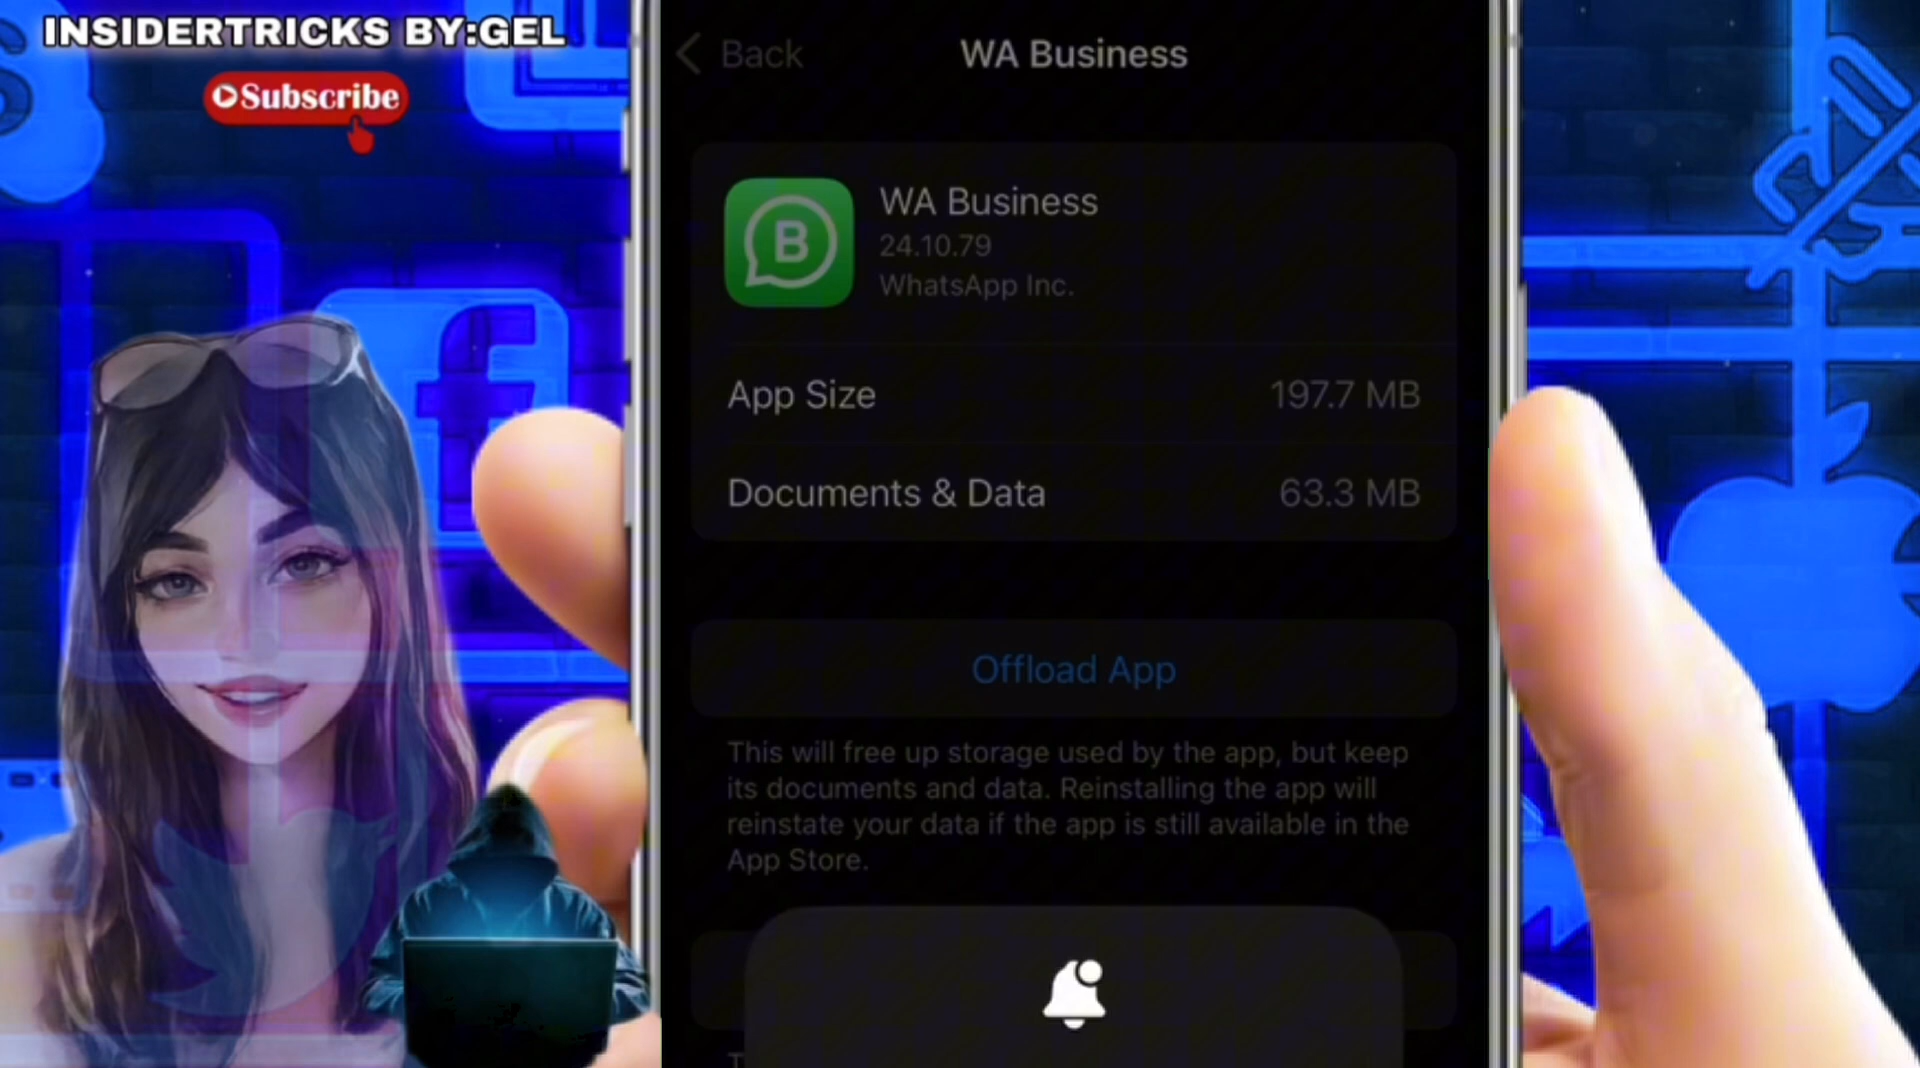 INSIDERTRICKS BY:GEL
Subscribe
Back
WA Business
B
WA Business
24.10.79
WhatsApp Inc.
App Size 197.7 MB
Documents & Data 63.3 MB
Offload App
This will free up storage used by the app, but keep
its documents and data. Reinstalling the app will
reinstate your data if the app is still available in the
App Store.